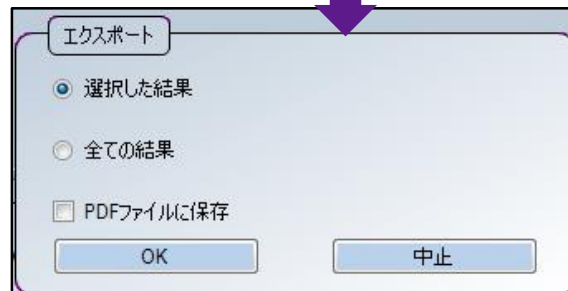 エクスポート
選択した結果
全ての結果
PDFファイルに保存
OK
中止